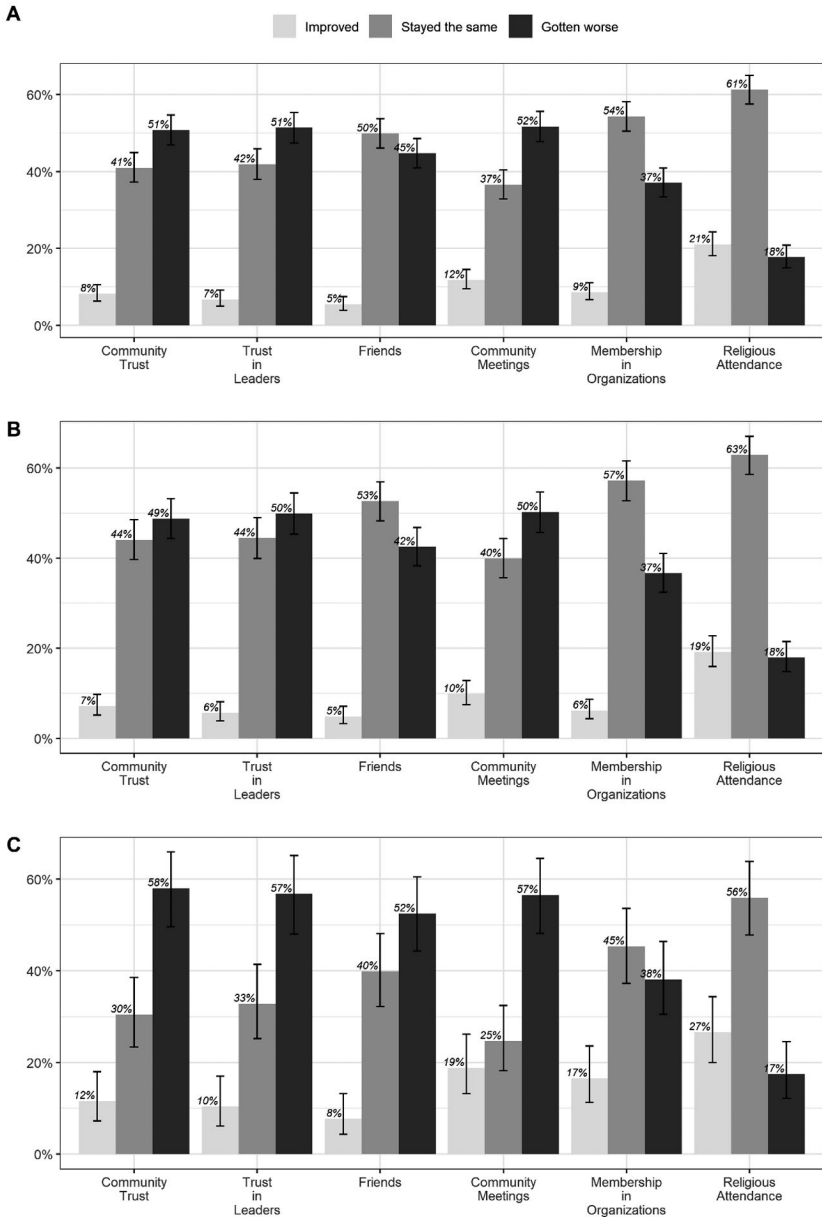 A
Improved Stayed the same Gotten worse
60%
40%
20%
0%
8% 41% 51% 7% 42% 51% 5% 50% 45% 12% 37% 52% 9% 54% 37% 21% 61% 18%
Community Trust Friends Community Membership Religious
Trust in Meetings in Attendance
Leaders Organizations
B
60%
40%
20%
0%
7% 44% 49% 6% 44% 50% 5% 53% 42% 10% 40% 50% 6% 57% 37% 19% 63% 18%
Community Trust Friends Community Membership Religious
Trust in Meetings in Attendance
Leaders Organizations
C
60%
40%
20%
0%
12% 30% 58% 10% 33% 57% 8% 40% 52% 19% 25% 57% 17% 45% 38% 27% 56% 17%
Community Trust Friends Community Membership Religious
Trust in Meetings in Attendance
Leaders Organizations